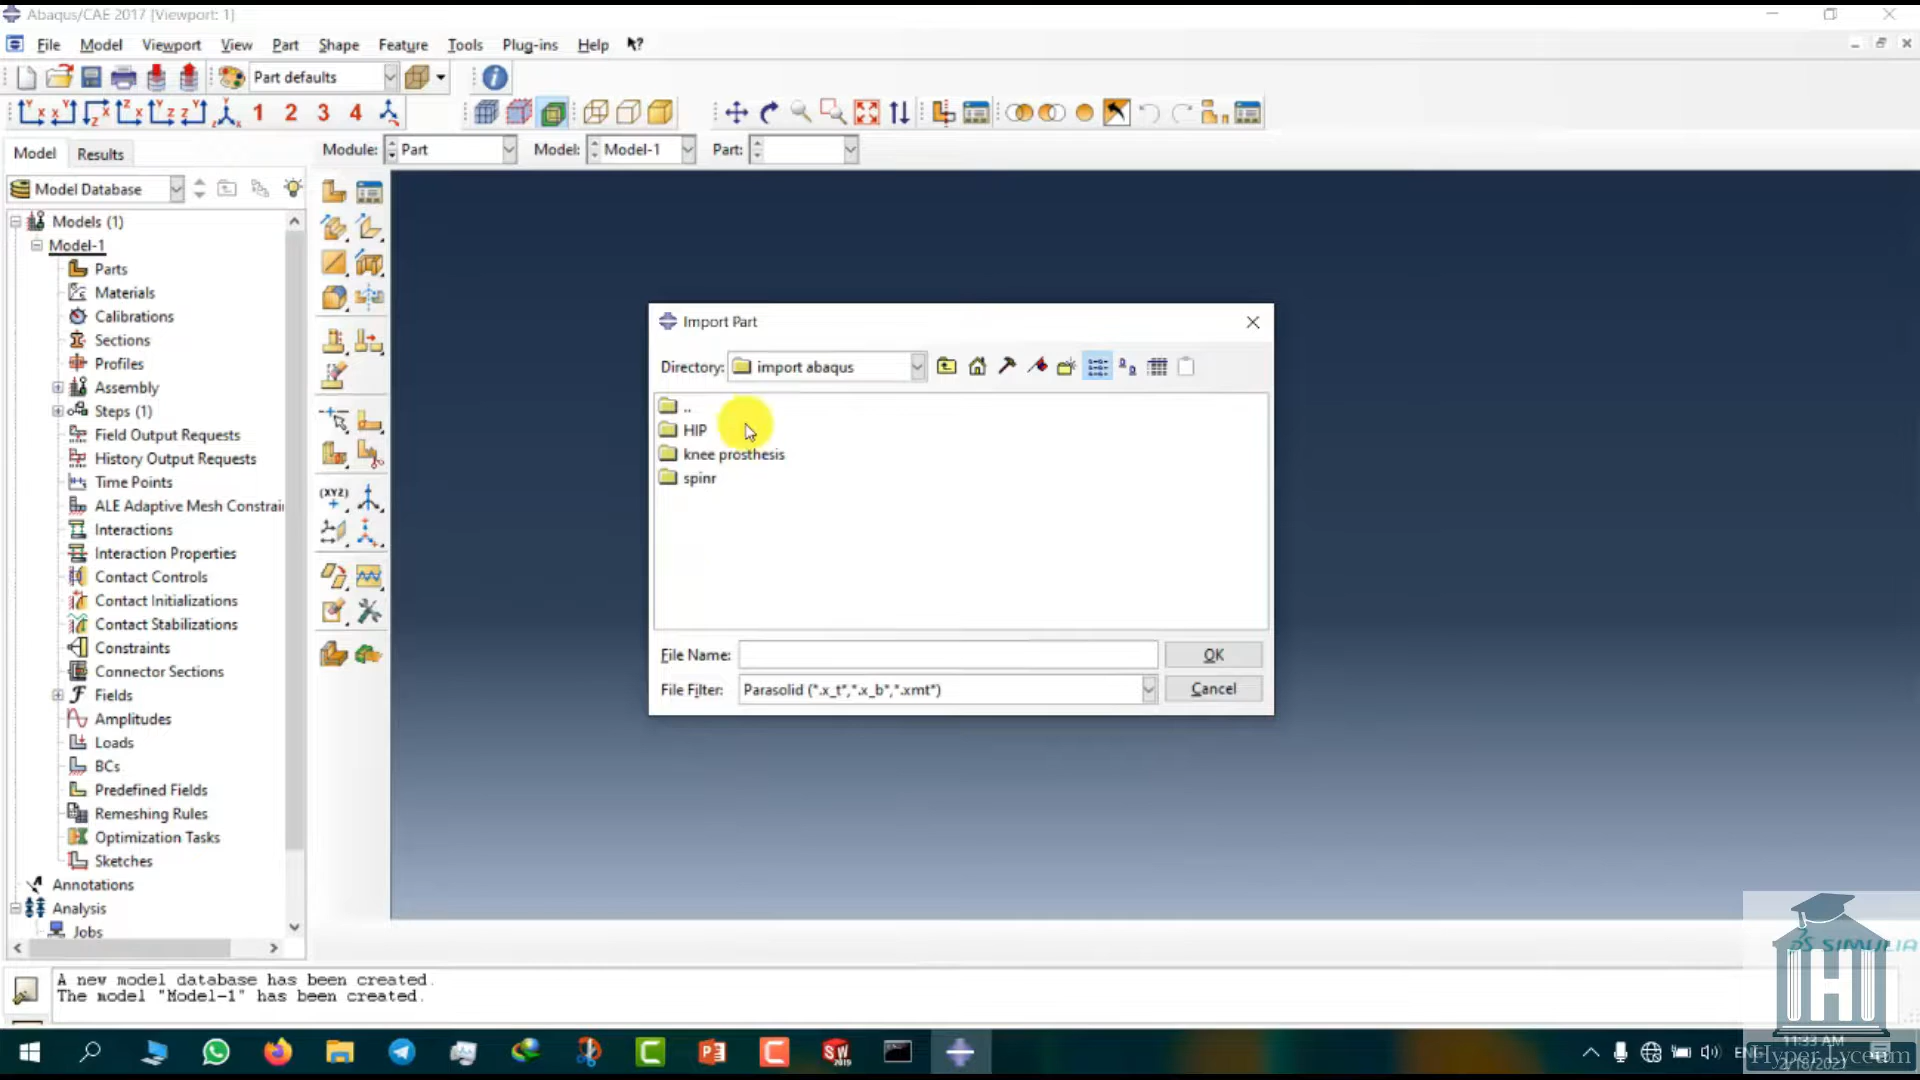 Abaqus/CAE 2017 [Viewport: 1]
File Model Viewport View Part Shape Feature Tools Plug-ins Help
Part defaults
1 2 3 4
Model Results
Module: Part Model: Model-1 Part:
Model Database
Models (1)
Model-1
Parts
Materials
Calibrations
Sections
Profiles
Assembly
Steps (1)
Field Output Requests
History Output Requests
Time Points
ALE Adaptive Mesh Constrai
Interactions
Interaction Properties
Contact Controls
Contact Initializations
Contact Stabilizations
Constraints
Connector Sections
Fields
Amplitudes
Loads
BCs
Predefined Fields
Remeshing Rules
Optimization Tasks
Sketches
Annotations
Analysis
Jobs
Import Part
Directory: import abaqus
..
HIP
knee prosthesis
spinr
File Name: OK
File Filter: Parasolid (*.x_t*,*.x_b*,*.xmt*) Cancel
A new model database has been created.
The model "Model-1" has been created.
SIMULIA
11:33 AM
Hyper Lyceum